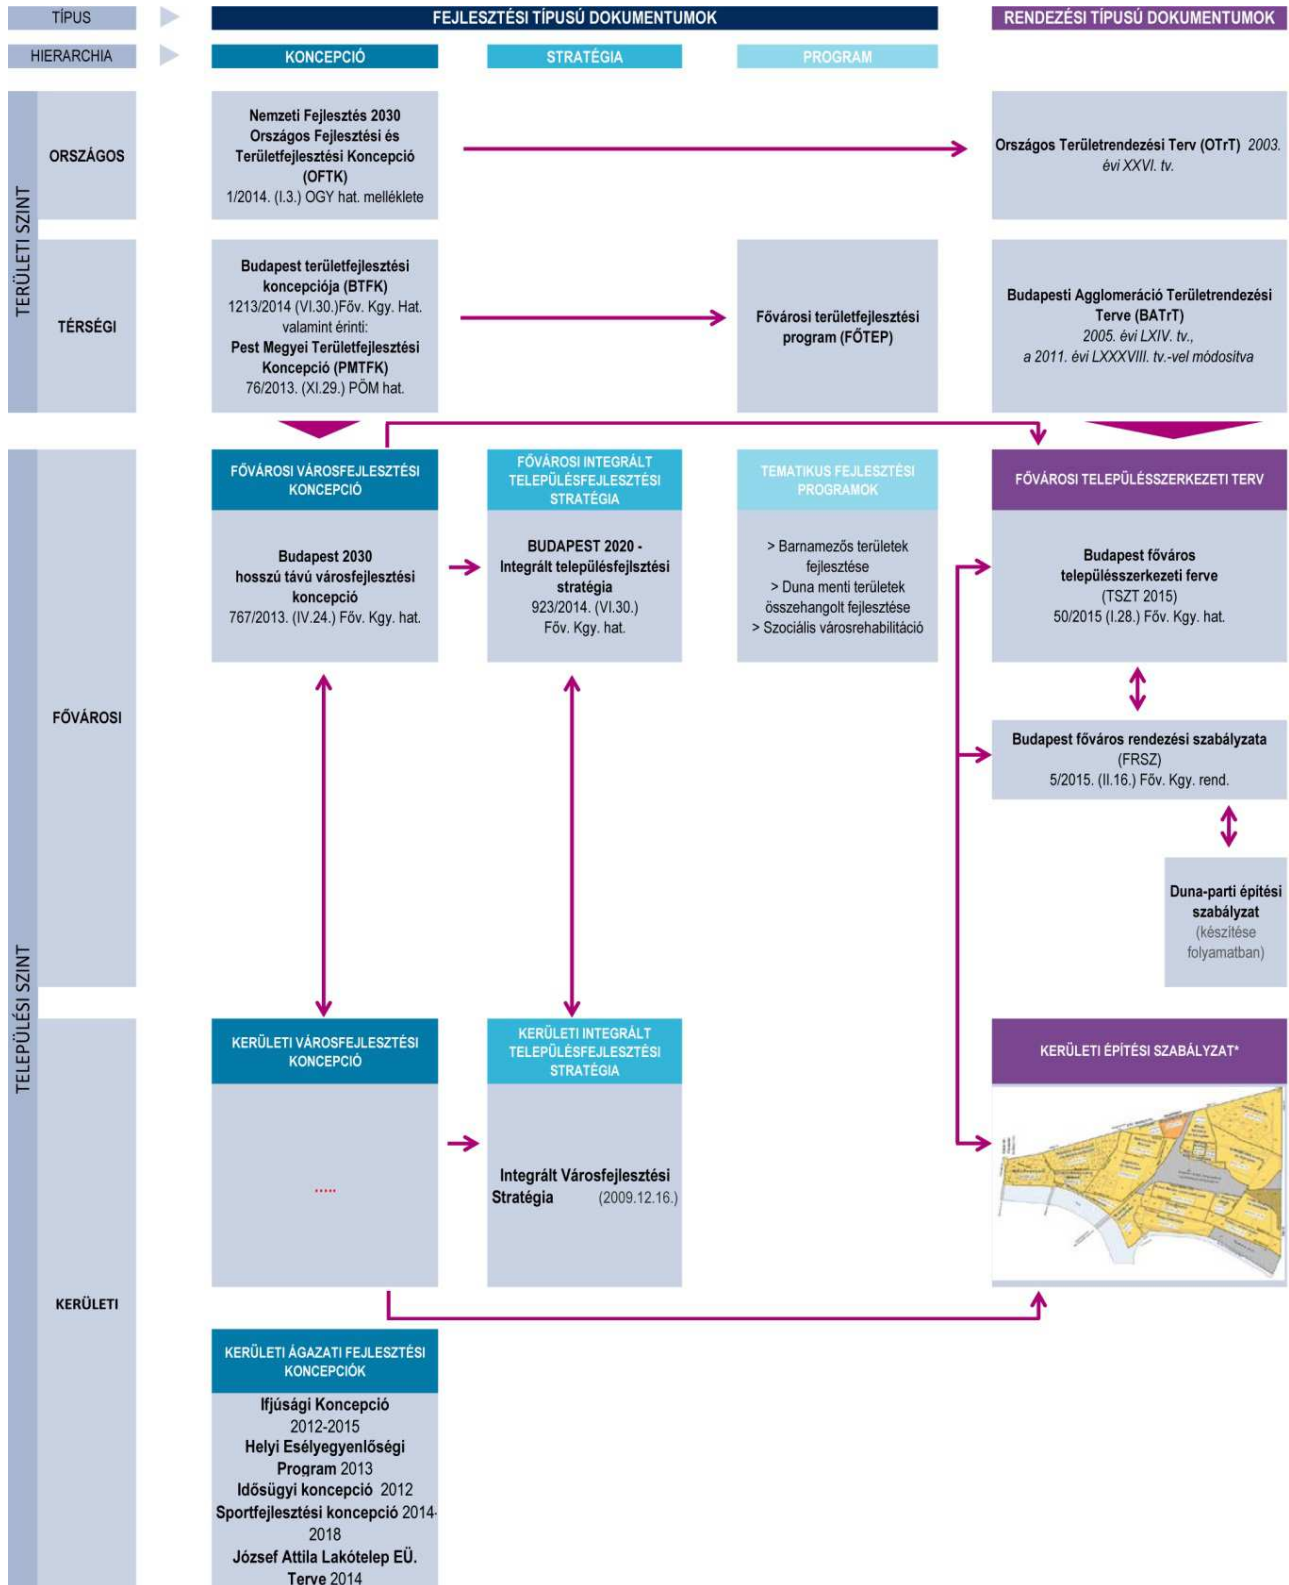 TÍPUS
FEJLESZTÉSI TÍPUSÚ DOKUMENTUMOK
RENDEZÉSI TÍPUSÚ DOKUMENTUMOK
HIERARCHIA
KONCEPCIÓ
STRATÉGIA
PROGRAM
TERÜLETI SZINT
ORSZÁGOS
Nemzeti Fejlesztés 2030
Országos Fejlesztési és
Területfejlesztési Koncepció
(OFTK)
1/2014. (I.3.) OGY hat. melléklete
Országos Területrendezési Terv (OTrT) 2003.
évi XXVI. tv.
TÉRSÉGI
Budapest területfejlesztési
koncepciója (BTFK)
1213/2014 (VI.30.)Főv. Kgy. Hat.
valamint érinti:
Pest Megyei Területfejlesztési
Koncepció (PMTFK)
76/2013. (XI.29.) PÖM hat.
Fővárosi területfejlesztési
program (FŐTEP)
Budapesti Agglomeráció Területrendezési
Terve (BATrT)
2005. évi LXIV. tv.,
a 2011. évi LXXXVIII. tv.-vel módosítva
TELEPÜLÉSI SZINT
FŐVÁROSI
FŐVÁROSI VÁROSFEJLESZTÉSI
KONCEPCIÓ
FŐVÁROSI INTEGRÁLT
TELEPÜLÉSFEJLESZTÉSI
STRATÉGIA
TEMATIKUS FEJLESZTÉSI
PROGRAMOK
FŐVÁROSI TELEPÜLÉSSZERKEZETI TERV
Budapest 2030
hosszú távú városfejlesztési
koncepció
767/2013. (IV.24.) Főv. Kgy. hat.
BUDAPEST 2020 -
Integrált településfejlsztési
stratégia
923/2014. (VI.30.)
Főv. Kgy. hat.
> Barnamezős területek
fejlesztése
> Duna menti területek
összehangolt fejlesztése
> Szociális városrehabilitáció
Budapest főváros
településszerkezeti ferve
(TSZT 2015)
50/2015 (I.28.) Főv. Kgy. hat.
Budapest főváros rendezési szabályzata
(FRSZ)
5/2015. (II.16.) Főv. Kgy. rend.
Duna-parti építési
szabályzat
(készítése
folyamatban)
KERÜLETI
KERÜLETI VÁROSFEJLESZTÉSI
KONCEPCIÓ
KERÜLETI INTEGRÁLT
TELEPÜLÉSFEJLESZTÉSI
STRATÉGIA
KERÜLETI ÉPÍTÉSI SZABÁLYZAT*
.....
Integrált Városfejlesztési
Stratégia (2009.12.16.)
KERÜLETI ÁGAZATI FEJLESZTÉSI
KONCEPCIÓK
Ifjúsági Koncepció
2012-2015
Helyi Esélyegyenlőségi
Program 2013
Idősügyi koncepció 2012
Sportfejlesztési koncepció 2014-
2018
József Attila Lakótelep EÜ.
Terve 2014